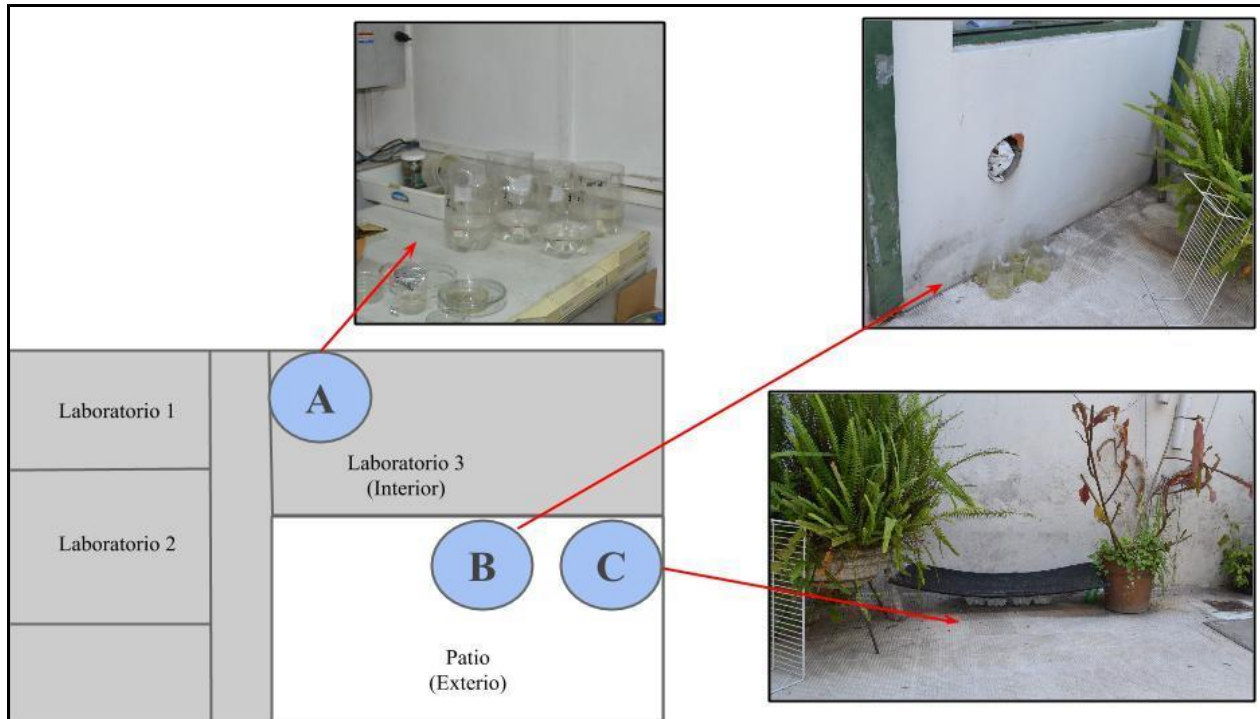 Laboratorio 1
A
Laboratorio 3
(Interior)
Laboratorio 2
B
C
Patio
(Exterio)